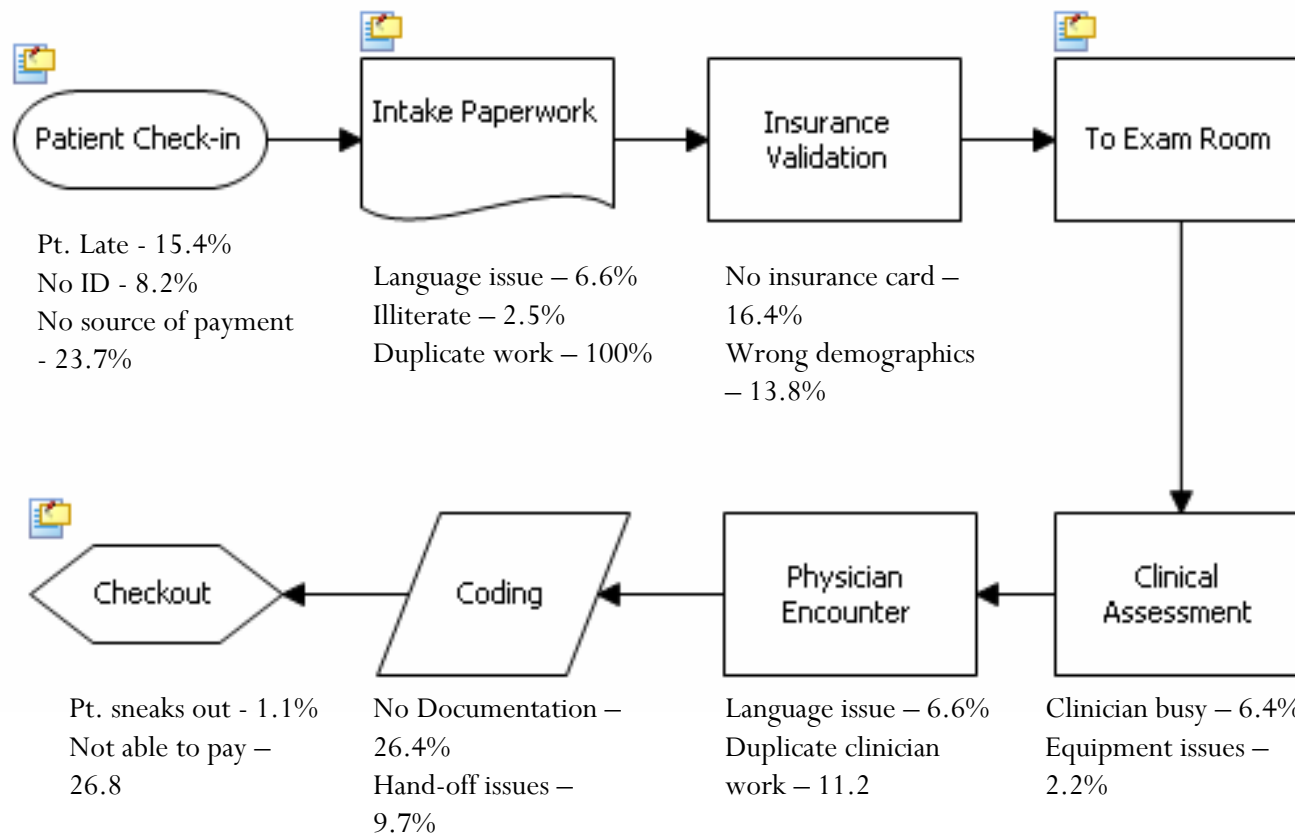 Patient Check-in
Intake Paperwork
Insurance
Validation
To Exam Room
Pt. Late - 15.4%
No ID - 8.2%
No source of payment
- 23.7%
Language issue – 6.6%
Illiterate – 2.5%
Duplicate work – 100%
No insurance card –
16.4%
Wrong demographics
– 13.8%
Checkout
Coding
Physician
Encounter
Clinical
Assessment
Pt. sneaks out - 1.1%
Not able to pay –
26.8
No Documentation –
26.4%
Hand-off issues –
9.7%
Language issue – 6.6%
Duplicate clinician
work – 11.2
Clinician busy – 6.4%
Equipment issues –
2.2%